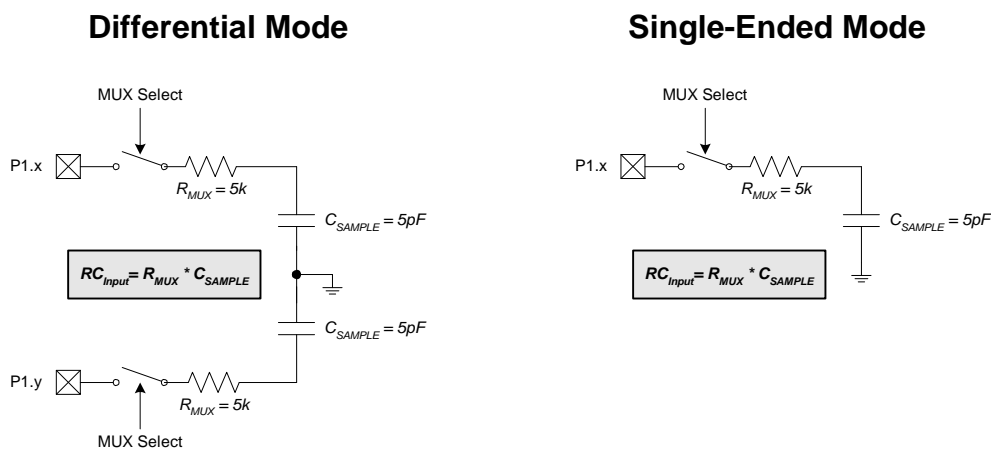 Differential Mode
MUX Select
P1.x
R_MUX = 5k
C_SAMPLE = 5pF
RC_Input = R_MUX * C_SAMPLE
C_SAMPLE = 5pF
P1.y
R_MUX = 5k
MUX Select
Single-Ended Mode
MUX Select
P1.x
R_MUX = 5k
C_SAMPLE = 5pF
RC_Input = R_MUX * C_SAMPLE